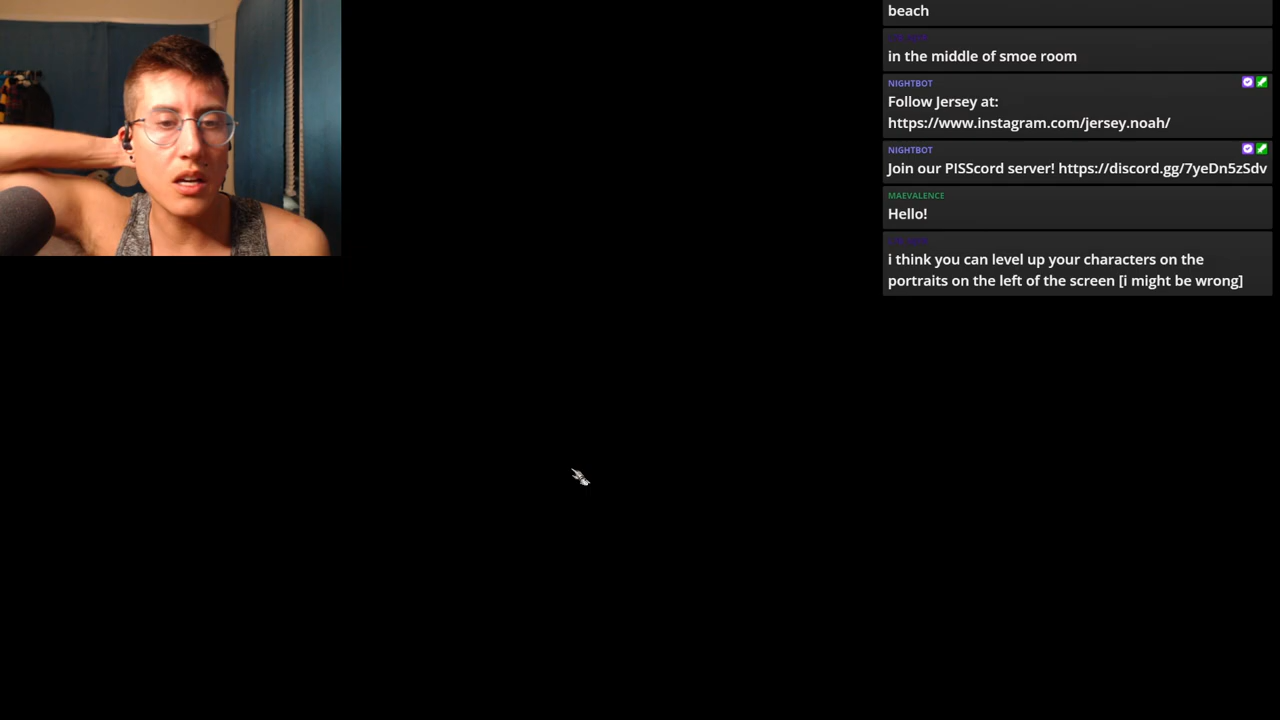 beach
in the middle of smoe room
NIGHTBOT
Follow Jersey at:
https://www.instagram.com/jersey.noah/
NIGHTBOT
Join our PISScord server! https://discord.gg/7yeDn5zSdv
MAEVALENCE
Hello!
i think you can level up your characters on the
portraits on the left of the screen [i might be wrong]